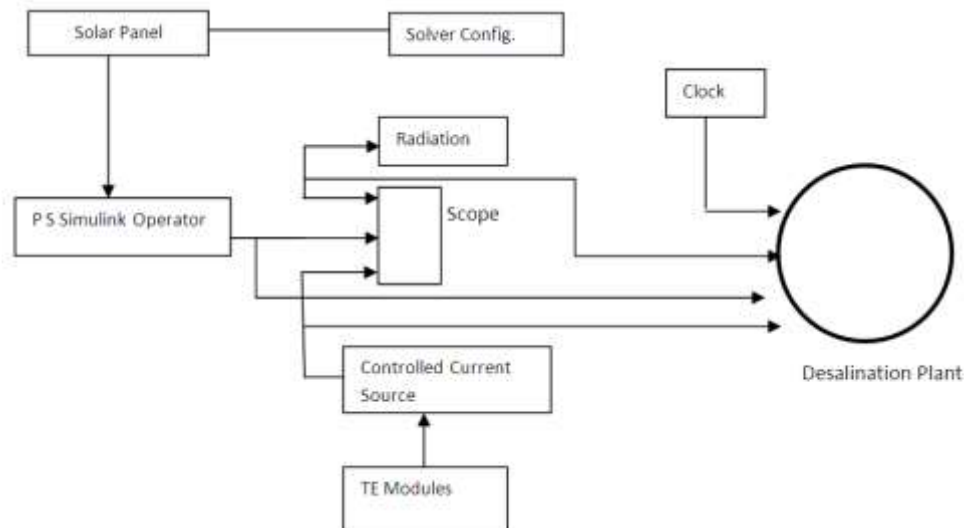 Solar Panel
Solver Config.
Clock
Radiation
P S Simulink Operator
Scope
Controlled Current
Source
Desalination Plant
TE Modules